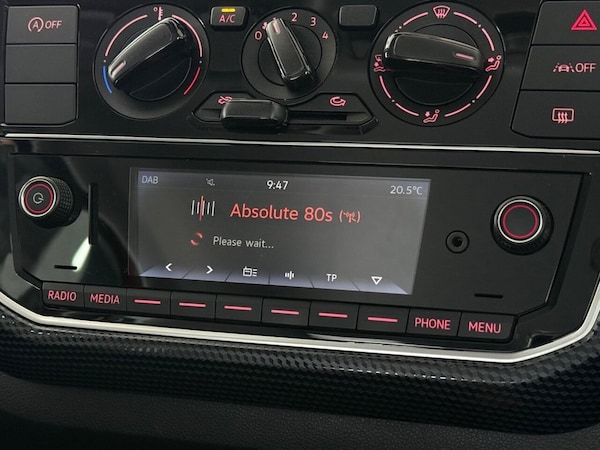 OFF
A/C
0 1 2 3 4
OFF
DAB 9:47 20.5°C
Absolute 80s
Please wait...
< > TP
RADIO MEDIA PHONE MENU